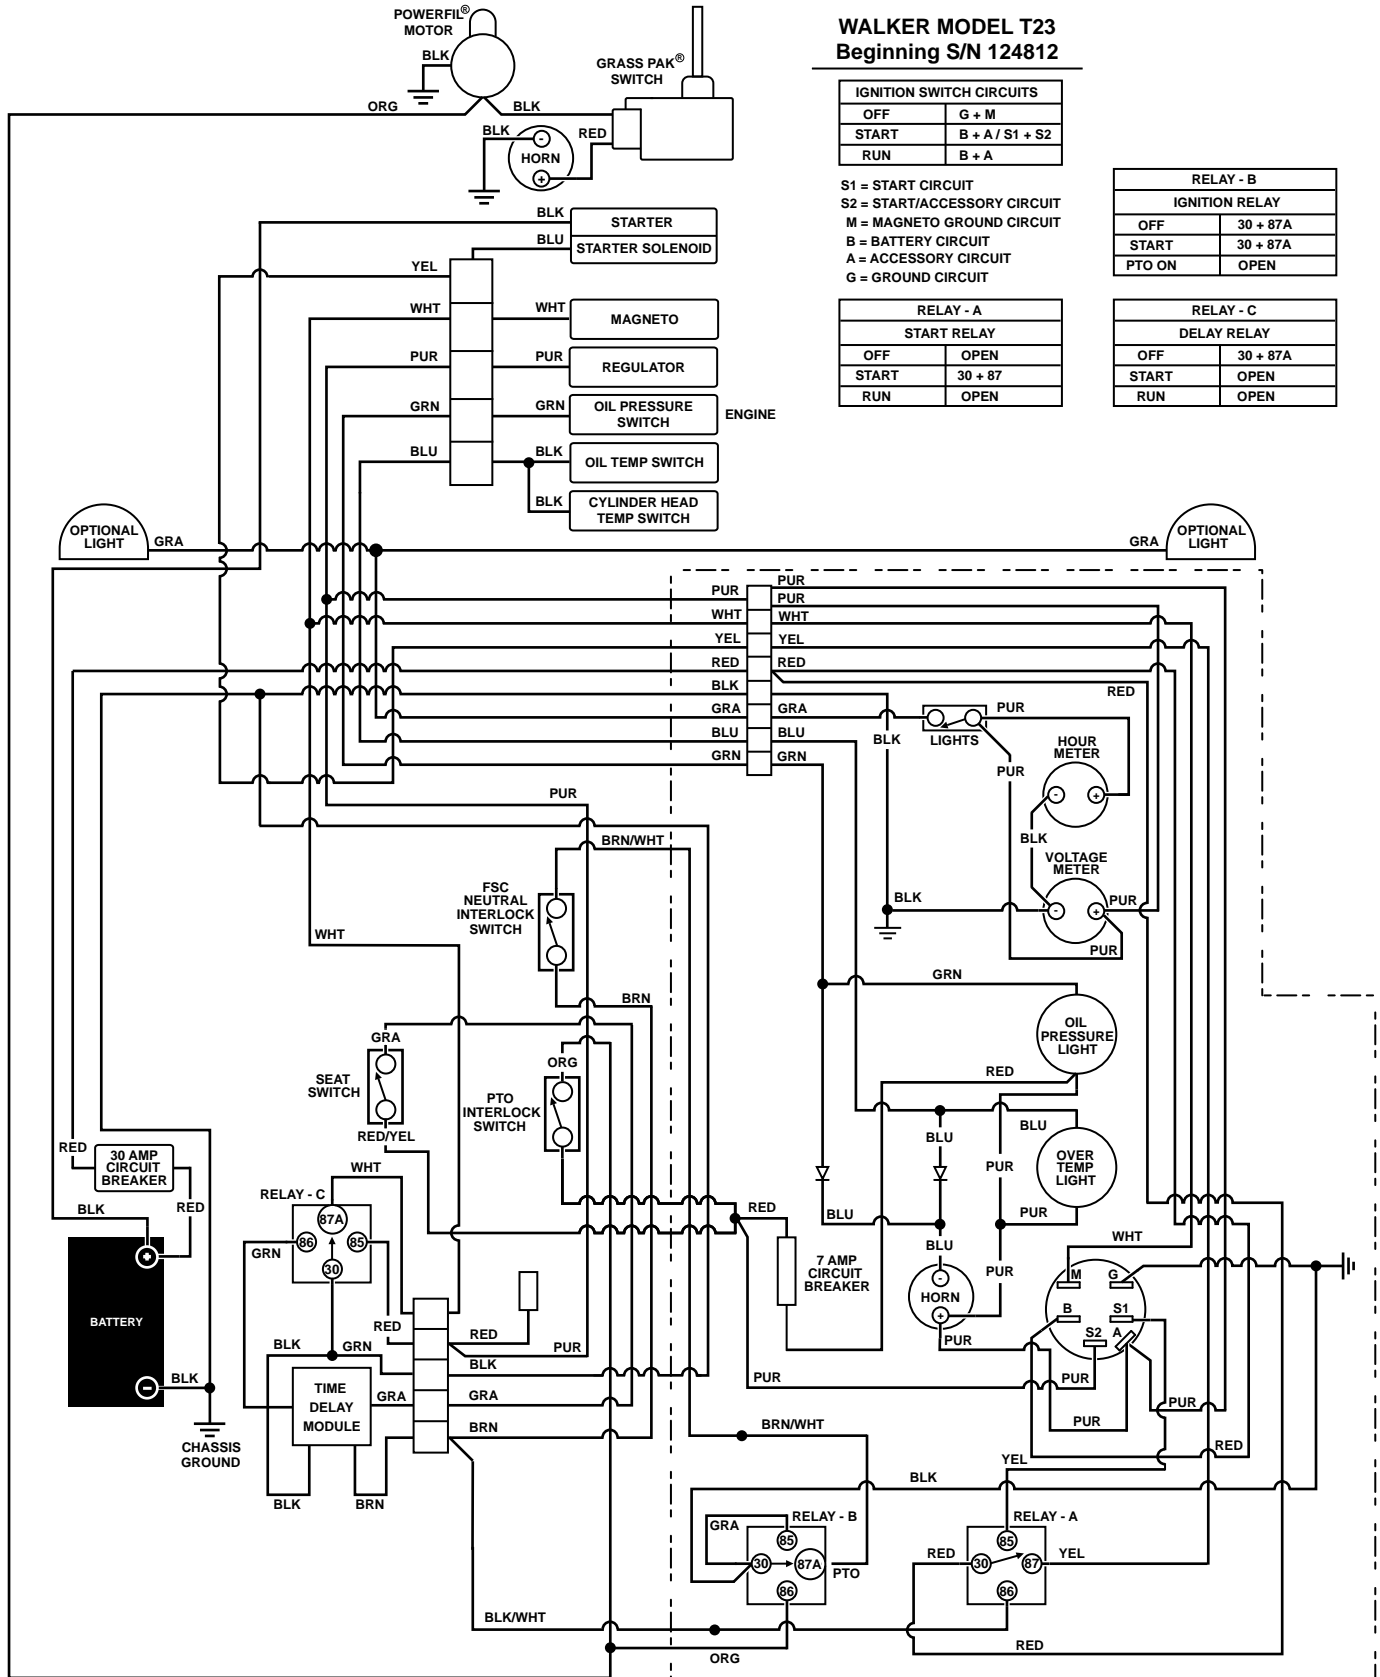 POWERFIL®
MOTOR
BLK
GRASS PAK®
SWITCH
ORG
BLK
BLK
RED
-
HORN
+
WALKER MODEL T23
Beginning S/N 124812
IGNITION SWITCH CIRCUITS
OFF G + M
START B + A / S1 + S2
RUN B + A
S1 = START CIRCUIT
S2 = START/ACCESSORY CIRCUIT
M = MAGNETO GROUND CIRCUIT
B = BATTERY CIRCUIT
A = ACCESSORY CIRCUIT
G = GROUND CIRCUIT
RELAY - B
IGNITION RELAY
OFF 30 + 87A
START 30 + 87A
PTO ON OPEN
RELAY - A
START RELAY
OFF OPEN
START 30 + 87
RUN OPEN
RELAY - C
DELAY RELAY
OFF 30 + 87A
START OPEN
RUN OPEN
BLK STARTER
BLU STARTER SOLENOID
YEL
WHT WHT MAGNETO
PUR PUR REGULATOR
GRN GRN OIL PRESSURE
SWITCH
ENGINE
BLU BLK OIL TEMP SWITCH
BLK CYLINDER HEAD
TEMP SWITCH
OPTIONAL
LIGHT
GRA
GRA
OPTIONAL
LIGHT
PUR PUR
PUR
WHT WHT
YEL YEL
RED RED
RED
BLK
GRA GRA
BLU BLU
GRN GRN
BLK
LIGHTS
PUR
PUR
HOUR
METER
- +
BLK
VOLTAGE
METER
- +
PUR
PUR
BLK
PUR
BRN/WHT
FSC
NEUTRAL
INTERLOCK
SWITCH
WHT
BRN
GRA
SEAT
SWITCH
RED/YEL
ORG
PTO
INTERLOCK
SWITCH
GRN
OIL
PRESSURE
LIGHT
RED
BLU
BLU
PUR
OVER
TEMP
LIGHT
PUR
BLU
BLU
PUR
-
HORN
+
PUR
RED
7 AMP
CIRCUIT
BREAKER
RED
30 AMP
CIRCUIT
BREAKER
RED
BLK
+
BATTERY
-
BLK
CHASSIS
GROUND
RELAY - C
WHT
87A
86
85
30
GRN
RED
RED
PUR
BLK
GRN
BLK
TIME
DELAY
MODULE
GRA
GRA
BRN
BLK
BRN
WHT
M
G
B
S1
S2
A
PUR
PUR
PUR
PUR
RED
BRN/WHT
YEL
BLK
RELAY - B
GRA
85
30
87A
86
PTO
RELAY - A
RED
85
30
87
86
YEL
BLK/WHT
ORG
RED